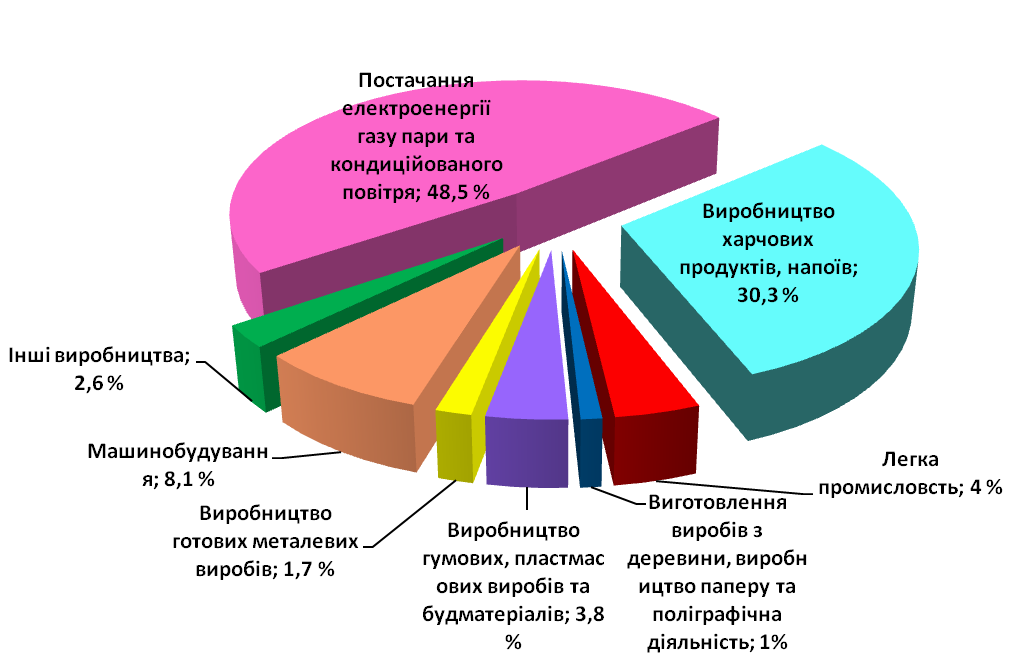 Постачання
електроенергії
газу пари та
кондиційованого
повітря; 48,5 %
Виробництво
харчових
продуктів, напоїв;
30,3 %
Легка
промисловсть; 4 %
Виготовлення
виробів з
деревини, виробн
ицтво паперу та
поліграфічна
діяльність; 1%
Виробництво
гумових, пластмас
ових виробів та
будматеріалів; 3,8
%
Виробництво
готових металевих
виробів; 1,7 %
Машинобудуванн
я; 8,1 %
Інші виробництва;
2,6 %